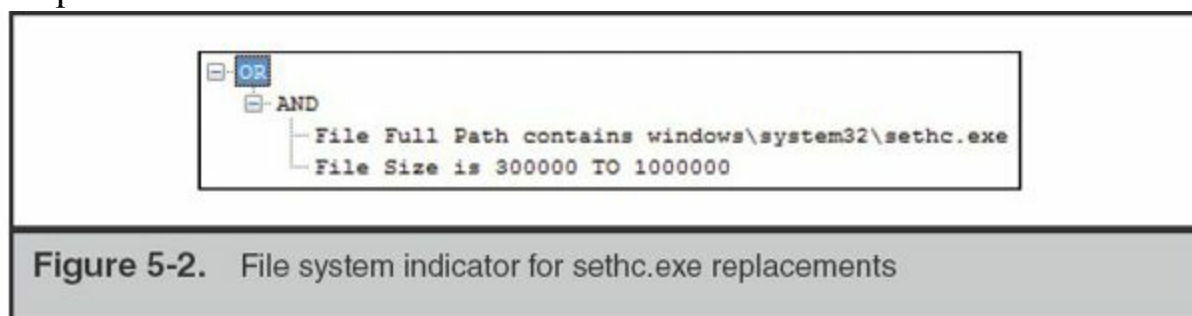 OR
AND
File Full Path contains windows\system32\sethc.exe
File Size is 300000 TO 1000000
Figure 5-2. File system indicator for sethc.exe replacements